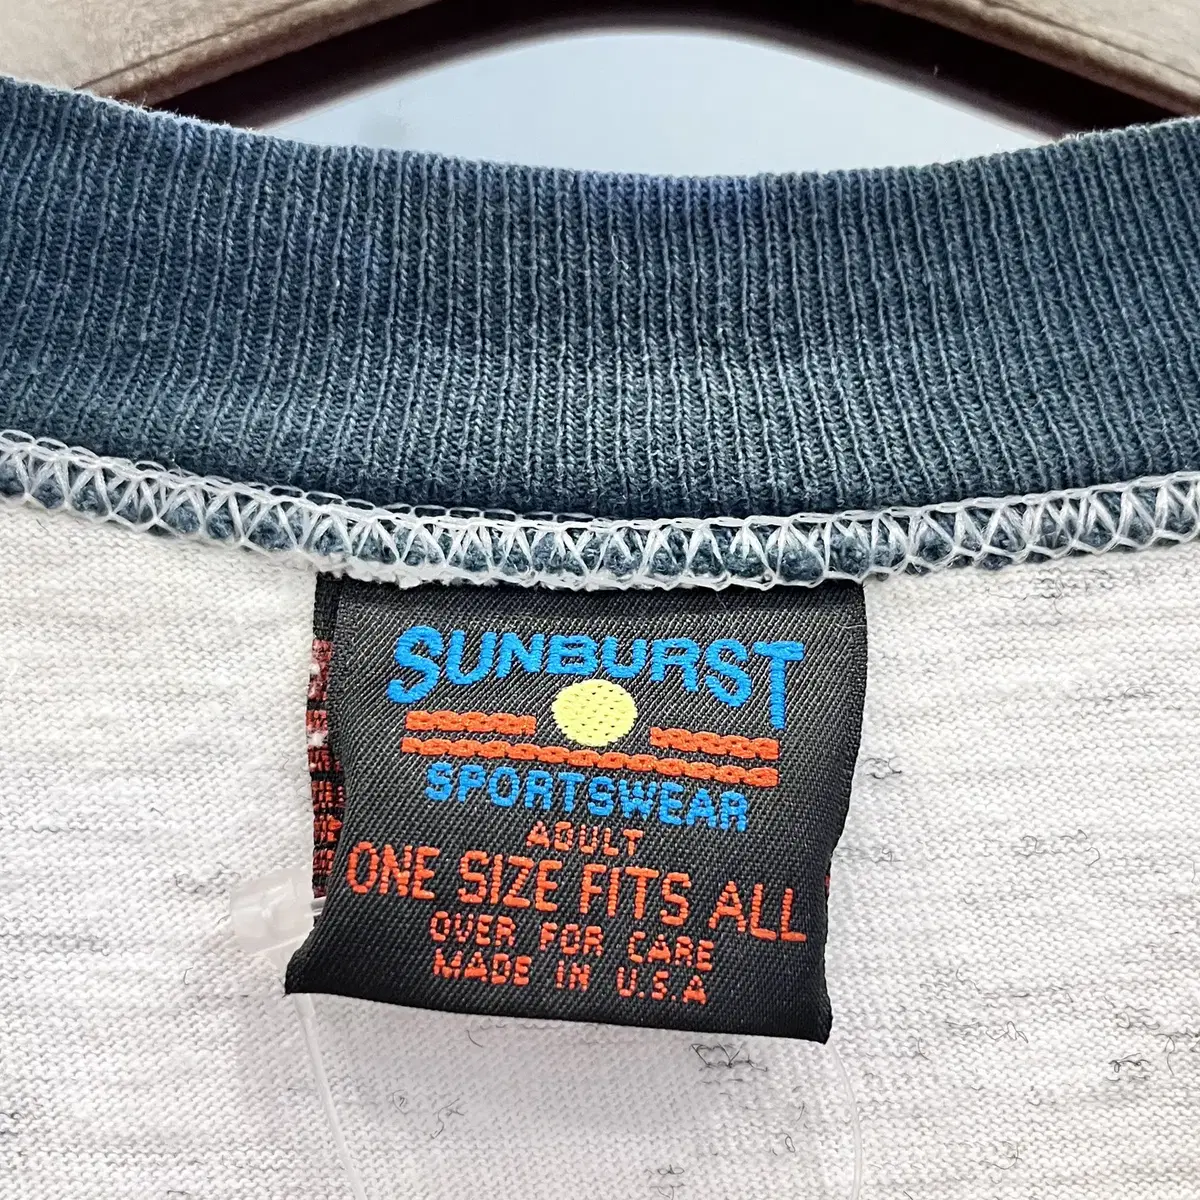 SUNBURST
SPORTSWEAR
ADULT
ONE SIZE FITS ALL
OVER FOR CARE
MADE IN U.S.A